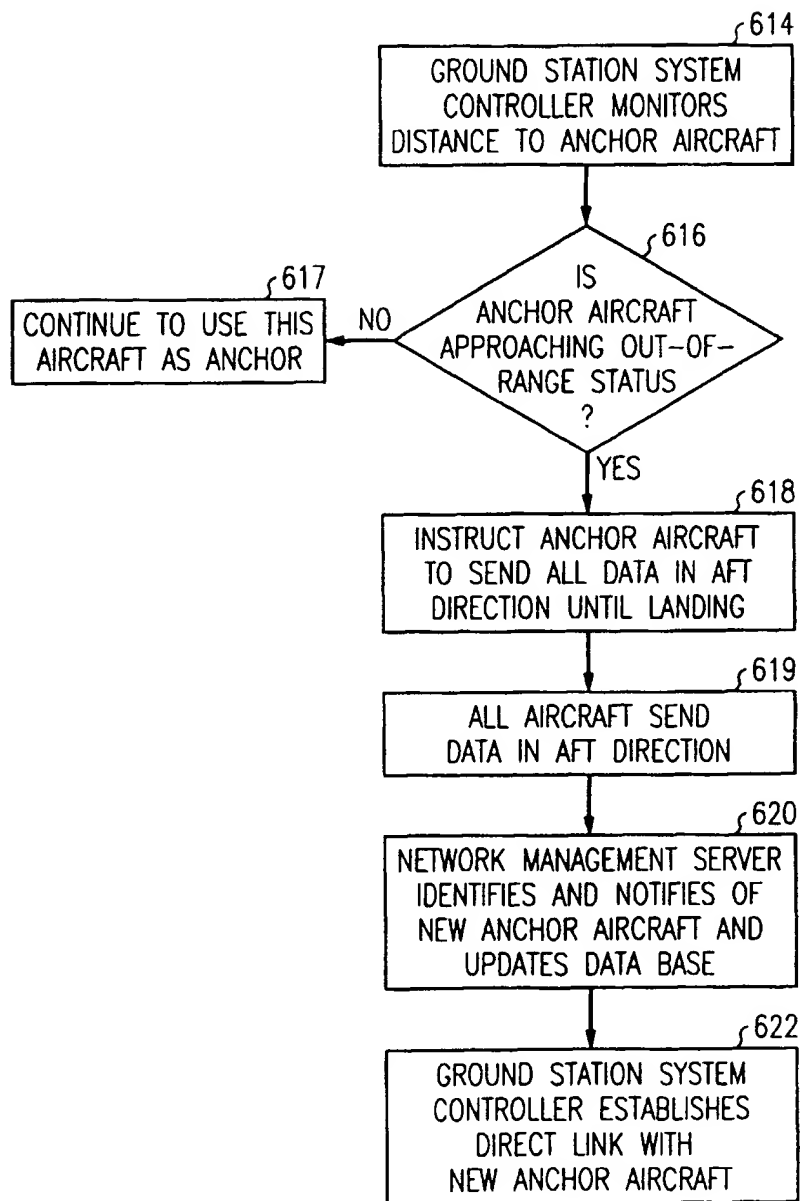 614
GROUND STATION SYSTEM
CONTROLLER MONITORS
DISTANCE TO ANCHOR AIRCRAFT
616
IS
ANCHOR AIRCRAFT
APPROACHING OUT-OF-
RANGE STATUS
?
617
CONTINUE TO USE THIS
AIRCRAFT AS ANCHOR
NO
YES
618
INSTRUCT ANCHOR AIRCRAFT
TO SEND ALL DATA IN AFT
DIRECTION UNTIL LANDING
619
ALL AIRCRAFT SEND
DATA IN AFT DIRECTION
620
NETWORK MANAGEMENT SERVER
IDENTIFIES AND NOTIFIES OF
NEW ANCHOR AIRCRAFT AND
UPDATES DATA BASE
622
GROUND STATION SYSTEM
CONTROLLER ESTABLISHES
DIRECT LINK WITH
NEW ANCHOR AIRCRAFT